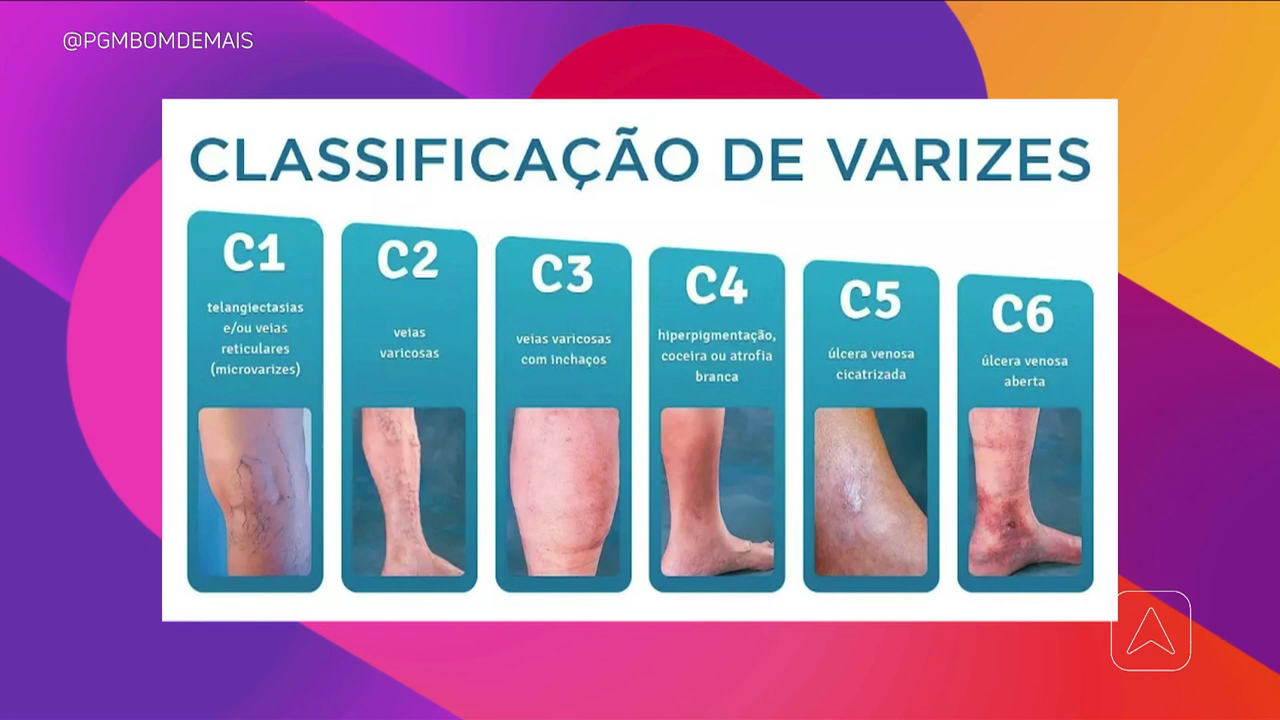 @PGMBOMDEMAIS
CLASSIFICAÇÃO DE VARIZES
C1
telangiectasias
e/ou veias
reticulares
(microvarizes)
C2
veias
varicosas
C3
veias varicosas
com inchaços
C4
hiperpigmentação,
coceira ou atrofia
branca
C5
úlcera venosa
cicatrizada
C6
úlcera venosa
aberta